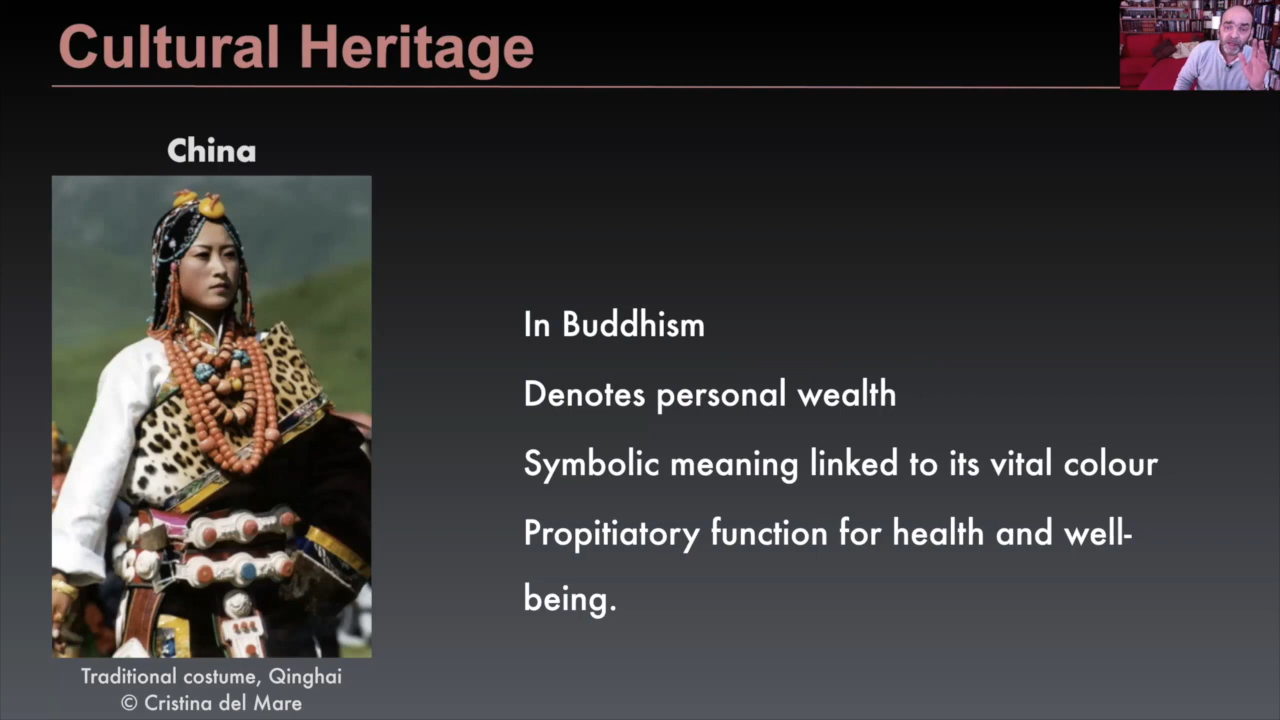 Cultural Heritage
China
In Buddhism
Denotes personal wealth
Symbolic meaning linked to its vital colour
Propitiatory function for health and well-
being.
Traditional costume, Qinghai
© Cristina del Mare